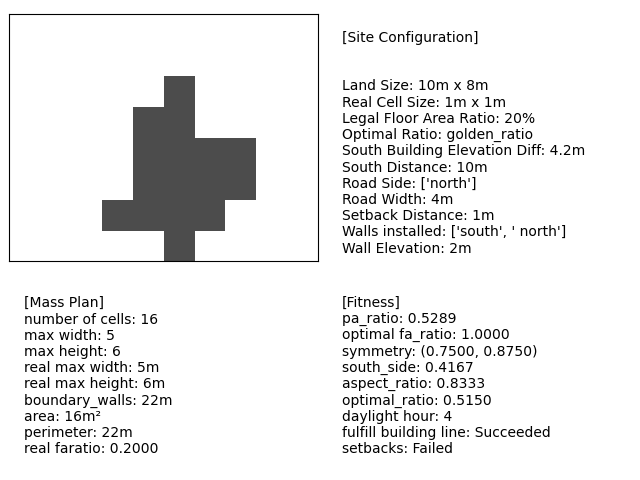 [Site Configuration]
Land Size: 10m x 8m
Real Cell Size: 1m x 1m
Legal Floor Area Ratio: 20%
Optimal Ratio: golden_ratio
South Building Elevation Diff: 4.2m
South Distance: 10m
Road Side: ['north']
Road Width: 4m
Setback Distance: 1m
Walls installed: ['south', ' north']
Wall Elevation: 2m
[Mass Plan]
number of cells: 16
max width: 5
max height: 6
real max width: 5m
real max height: 6m
boundary_walls: 22m
area: 16m²
perimeter: 22m
real faratio: 0.2000
[Fitness]
pa_ratio: 0.5289
optimal fa_ratio: 1.0000
symmetry: (0.7500, 0.8750)
south_side: 0.4167
aspect_ratio: 0.8333
optimal_ratio: 0.5150
daylight hour: 4
fulfill building line: Succeeded
setbacks: Failed